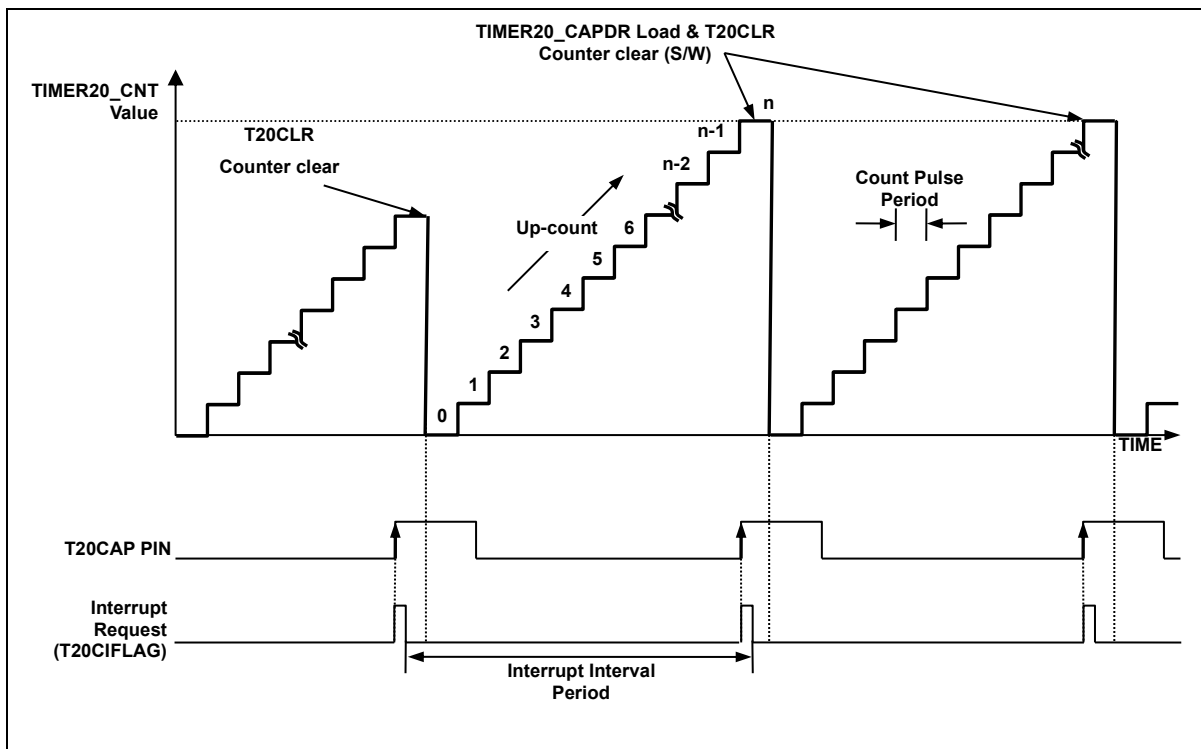 TIMER20_CAPDR Load & T20CLR
Counter clear (S/W)
TIMER20_CNT
Value
T20CLR
Counter clear
n
n-1
n-2
Up-count
6
5
4
3
2
1
0
Count Pulse
Period
TIME
T20CAP PIN
Interrupt
Request
(T20CIFLAG)
Interrupt Interval
Period